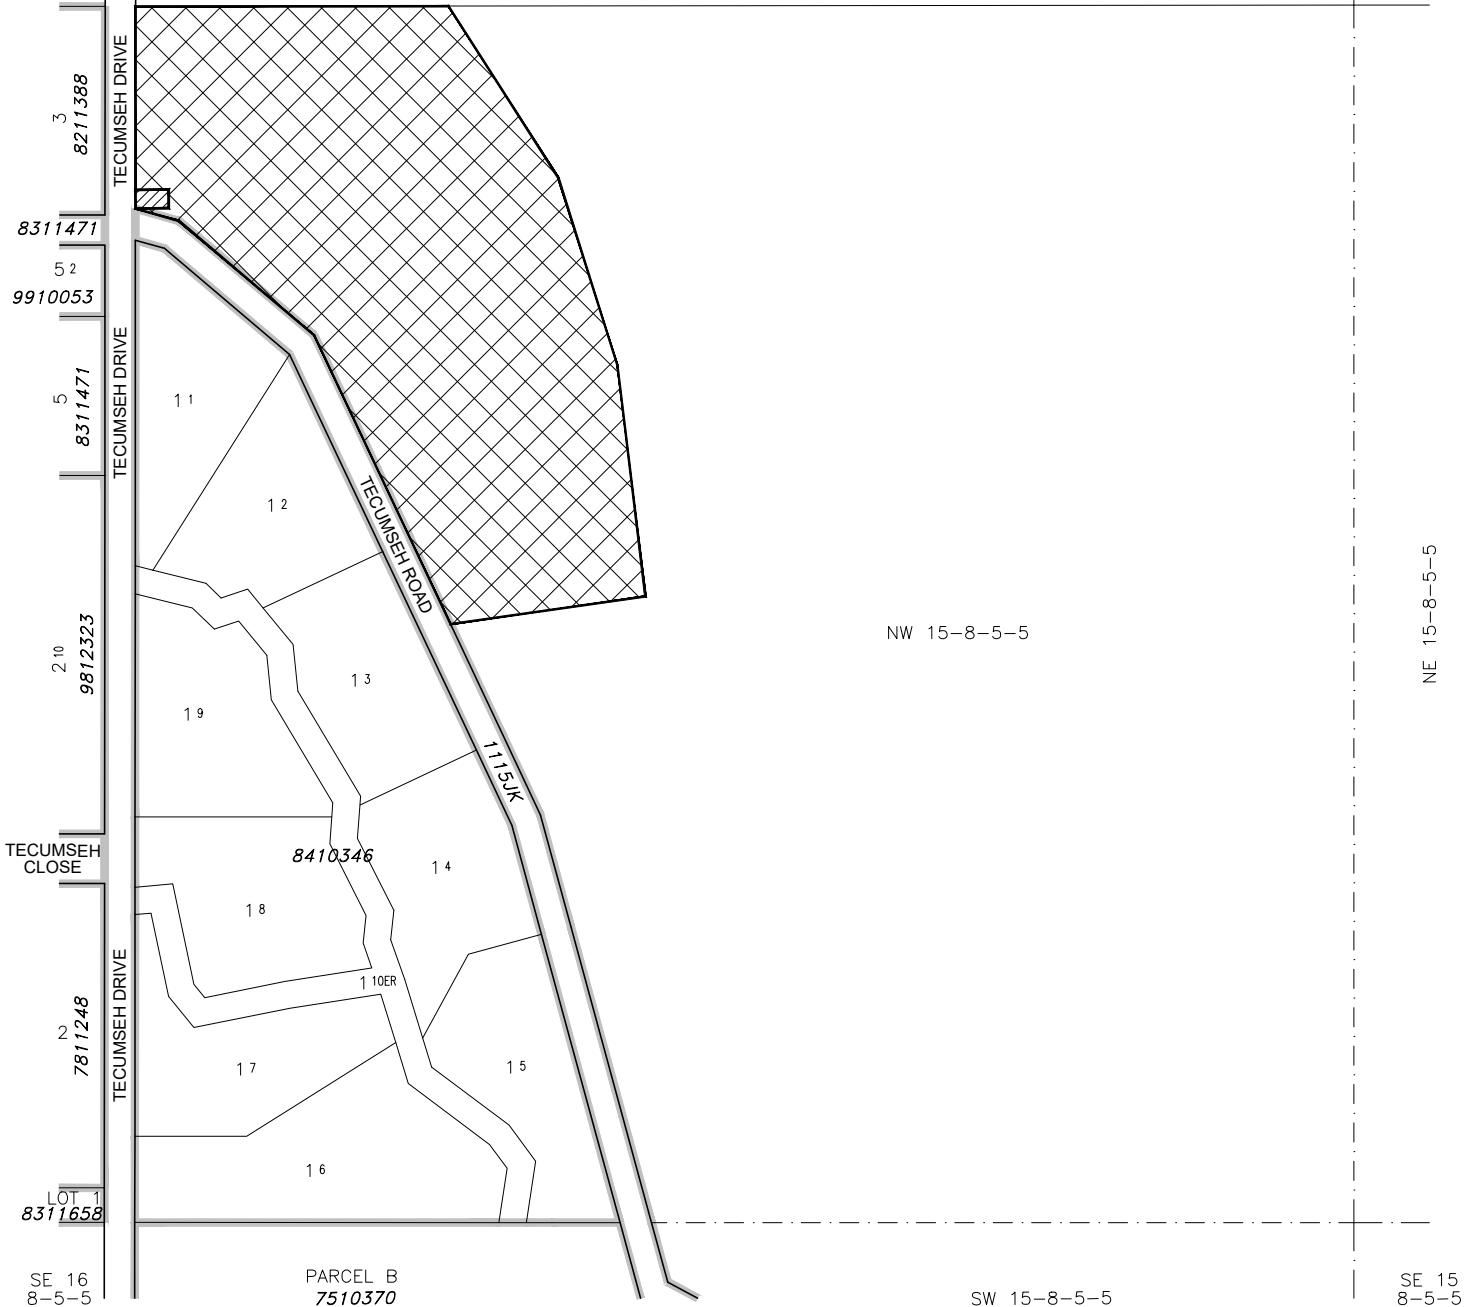 TECUMSEH DRIVE
3
8211388
8311471
5 2
9910053
TECUMSEH DRIVE
5
8311471
1 1
1 2
TECUMSEH ROAD
NW 15-8-5-5
NE 15-8-5-5
2 10
9812323
1 3
1 9
1115JK
TECUMSEH
CLOSE
8410346
1 4
1 8
1 10ER
TECUMSEH DRIVE
2
7811248
1 7
1 5
1 6
LOT 1
8311658
SE 16
8-5-5
PARCEL B
7510370
SW 15-8-5-5
SE 15
8-5-5